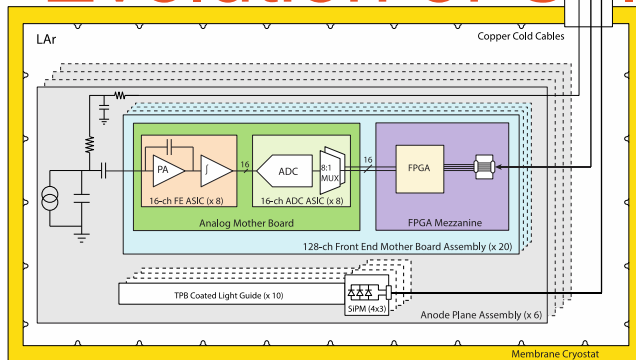 LAr
Copper Cold Cables
PA
∫
16
ADC
8:1
MUX
16
FPGA
16-ch FE ASIC (x 8)
16-ch ADC ASIC (x 8)
Analog Mother Board
FPGA Mezzanine
128-ch Front End Mother Board Assembly (x 20)
TPB Coated Light Guide (x 10)
SiPM (4x3)
Anode Plane Assembly (x 6)
Membrane Cryostat